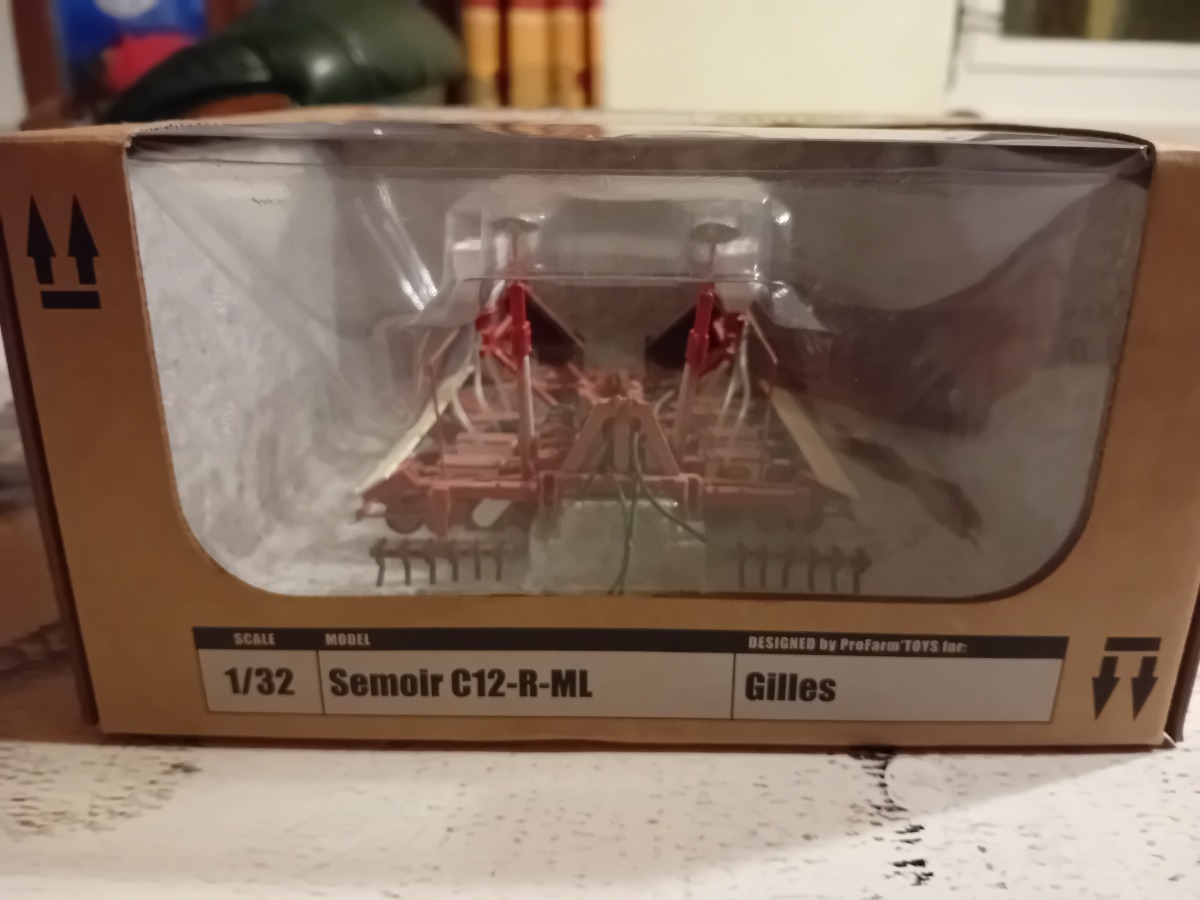 SCALE MODEL DESIGNED by ProFarm'TOYS for:
1/32 Semoir C12-R-ML Gilles